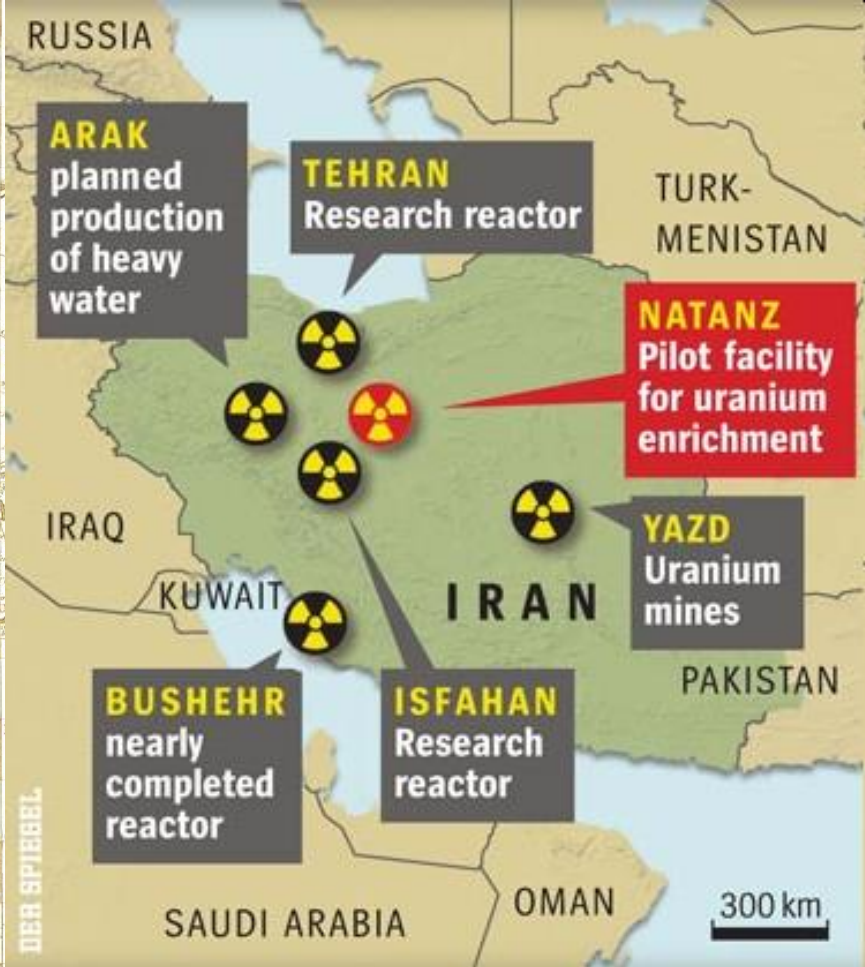 RUSSIA
ARAK
planned
production
of heavy
water
TEHRAN
Research reactor
TURK-
MENISTAN
NATANZ
Pilot facility
for uranium
enrichment
IRAQ
YAZD
Uranium
mines
KUWAIT
IRAN
PAKISTAN
BUSHEHR
nearly
completed
reactor
ISFAHAN
Research
reactor
DER SPIEGEL
SAUDI ARABIA
OMAN
300 km